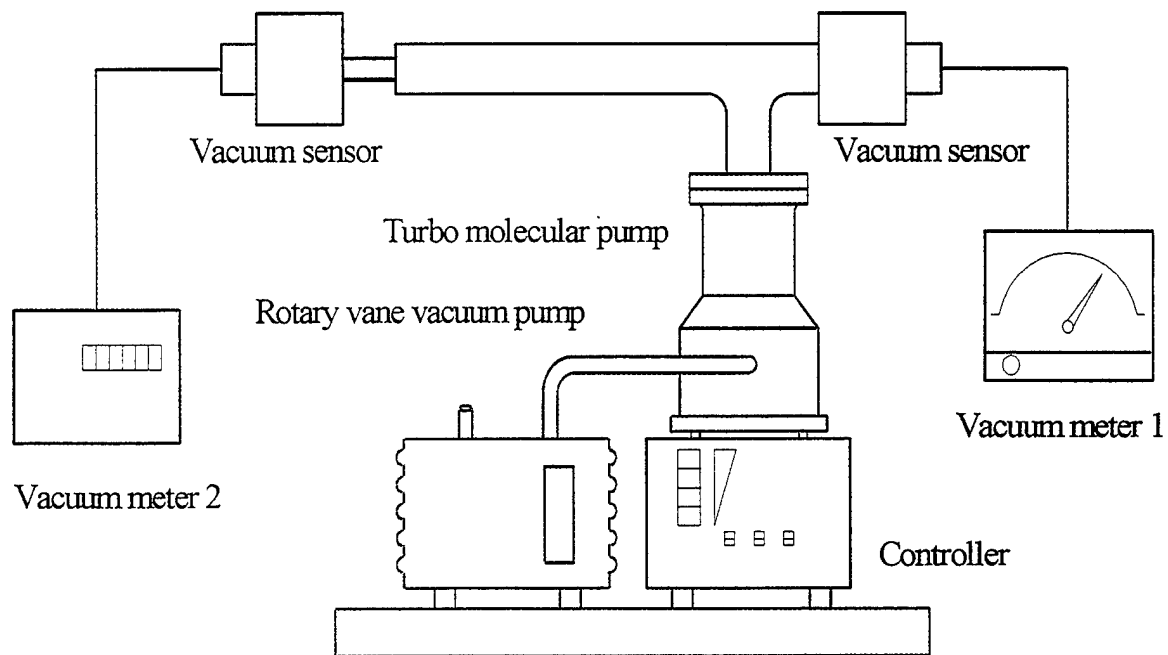 Vacuum sensor
Vacuum sensor
Turbo molecular pump
Rotary vane vacuum pump
Vacuum meter 1
Vacuum meter 2
Controller